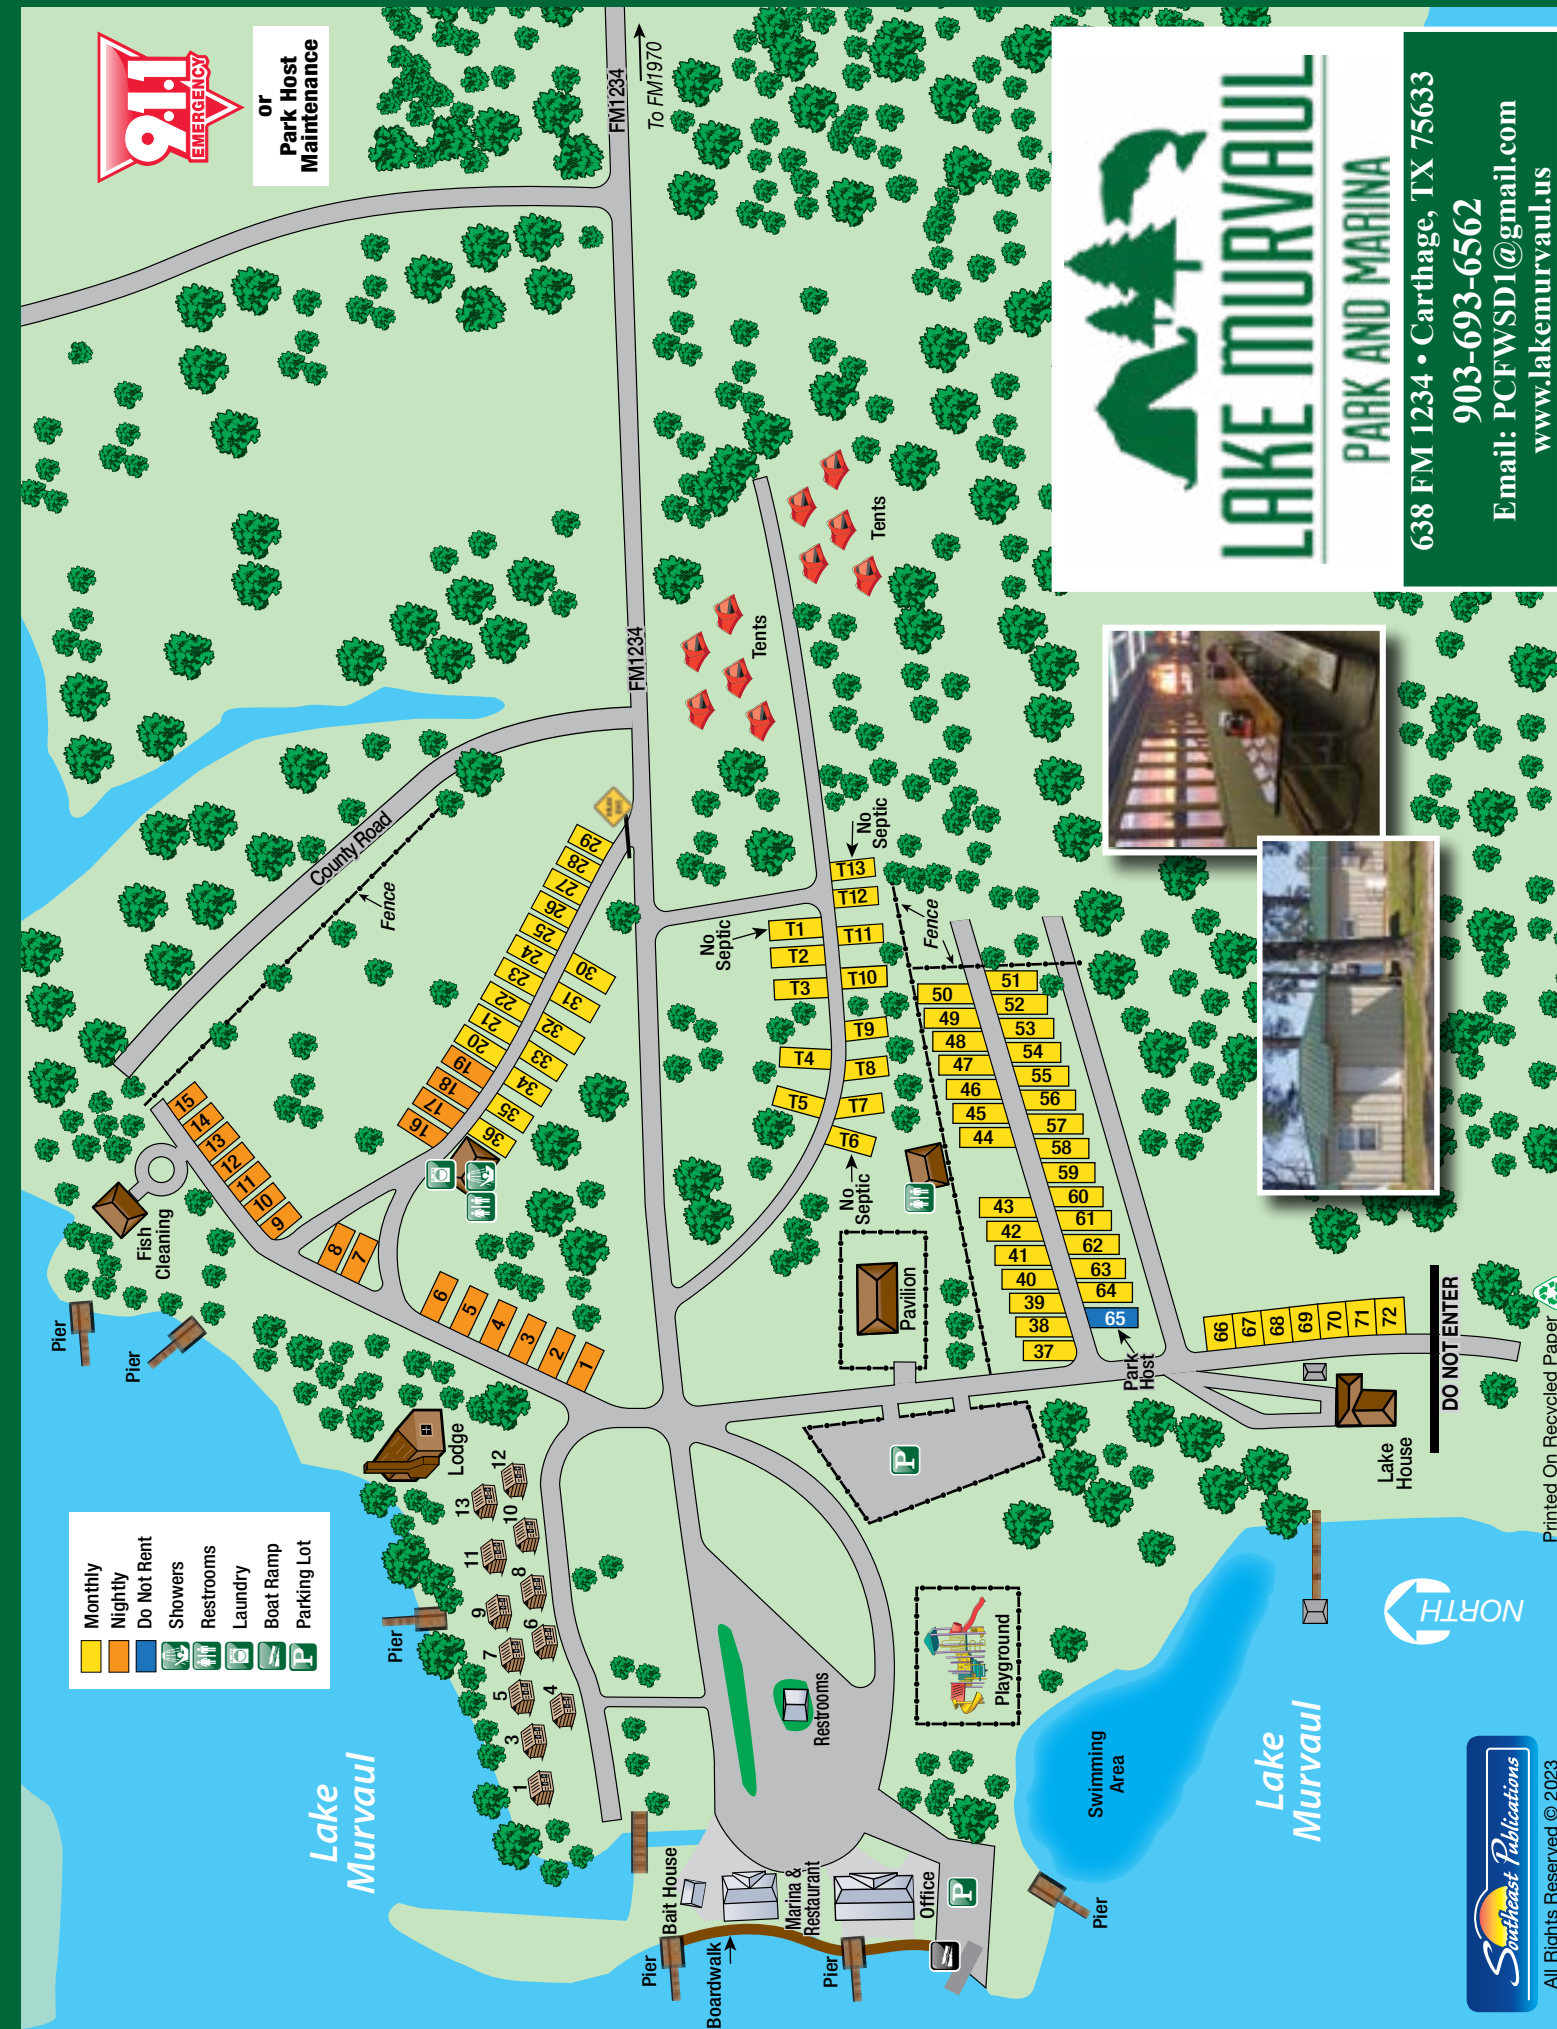 9.1.1
EMERGENCY
or
Park Host
Maintenance
Monthly
Nightly
Do Not Rent
Showers
Restrooms
Laundry
Boat Ramp
Parking Lot
Lake
Murvaul
Pier
Pier
Pier
Fish
Cleaning
Lodge
County Road
Fence
15
14
13
12
11
10
9
8
7
6
5
4
3
2
1
16
17
18
19
20
21
22
23
24
25
26
27
28
29
30
31
32
33
34
35
36
1
3
5
7
9
11
13
4
6
8
10
12
FM1234
FM1234
To FM1970
Tents
Tents
No
Septic
T1
T2
T3
T4
T5
T6
T7
T8
T9
T10
T11
T12
T13
No
Septic
No
Septic
Fence
Pavilion
50
49
48
47
46
45
44
43
42
41
40
39
38
37
51
52
53
54
55
56
57
58
59
60
61
62
63
64
65
Park
Host
66
67
68
69
70
71
72
DO NOT ENTER
Lake
House
P
Restrooms
Playground
Swimming
Area
Bait House
Marina &
Restaurant
Office
P
Pier
Boardwalk
Pier
Pier
Lake
Murvaul
NORTH
LAKE MURVAUL
PARK AND MARINA
638 FM 1234 • Carthage, TX 75633
903-693-6562
Email: PCFWSD1@gmail.com
www.lakemurvaul.us
Southeast Publications
All Rights Reserved © 2023
Printed On Recycled Paper